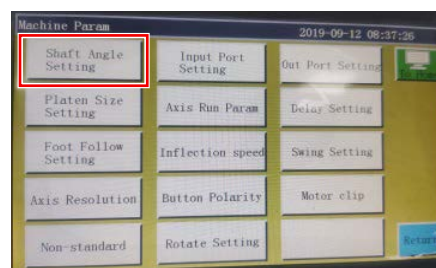 Machine Param
2019-09-12 08:37:26
Shaft Angle
Setting
Input Port
Setting
Out Port Setting
To Home
Platen Size
Setting
Axis Run Param
Delay Setting
Foot Follow
Setting
Inflection speed
Swing Setting
Axis Resolution
Button Polarity
Motor clip
Non-standard
Rotate Setting
Return